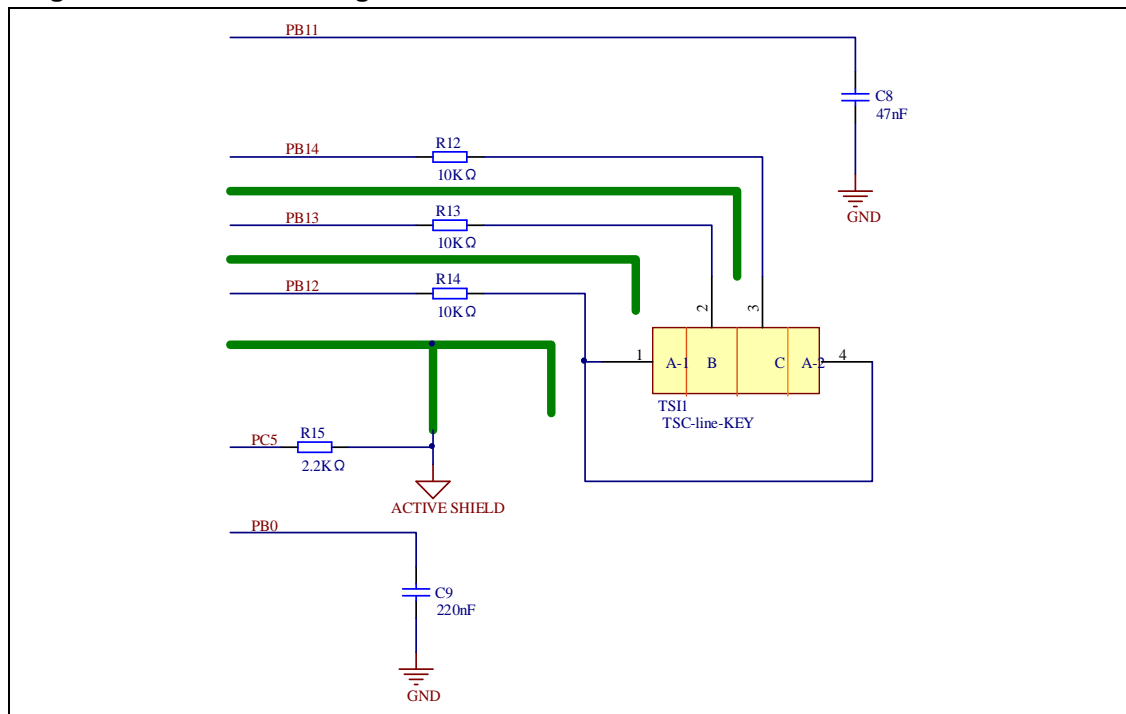 PB11
C8
47nF
GND
PB14
R12
10KΩ
PB13
R13
10KΩ
PB12
R14
10KΩ
2
3
1
A-1
B
C
A-2
4
TSI1
TSC-line-KEY
PC5
R15
2.2KΩ
ACTIVE SHIELD
PB0
C9
220nF
GND